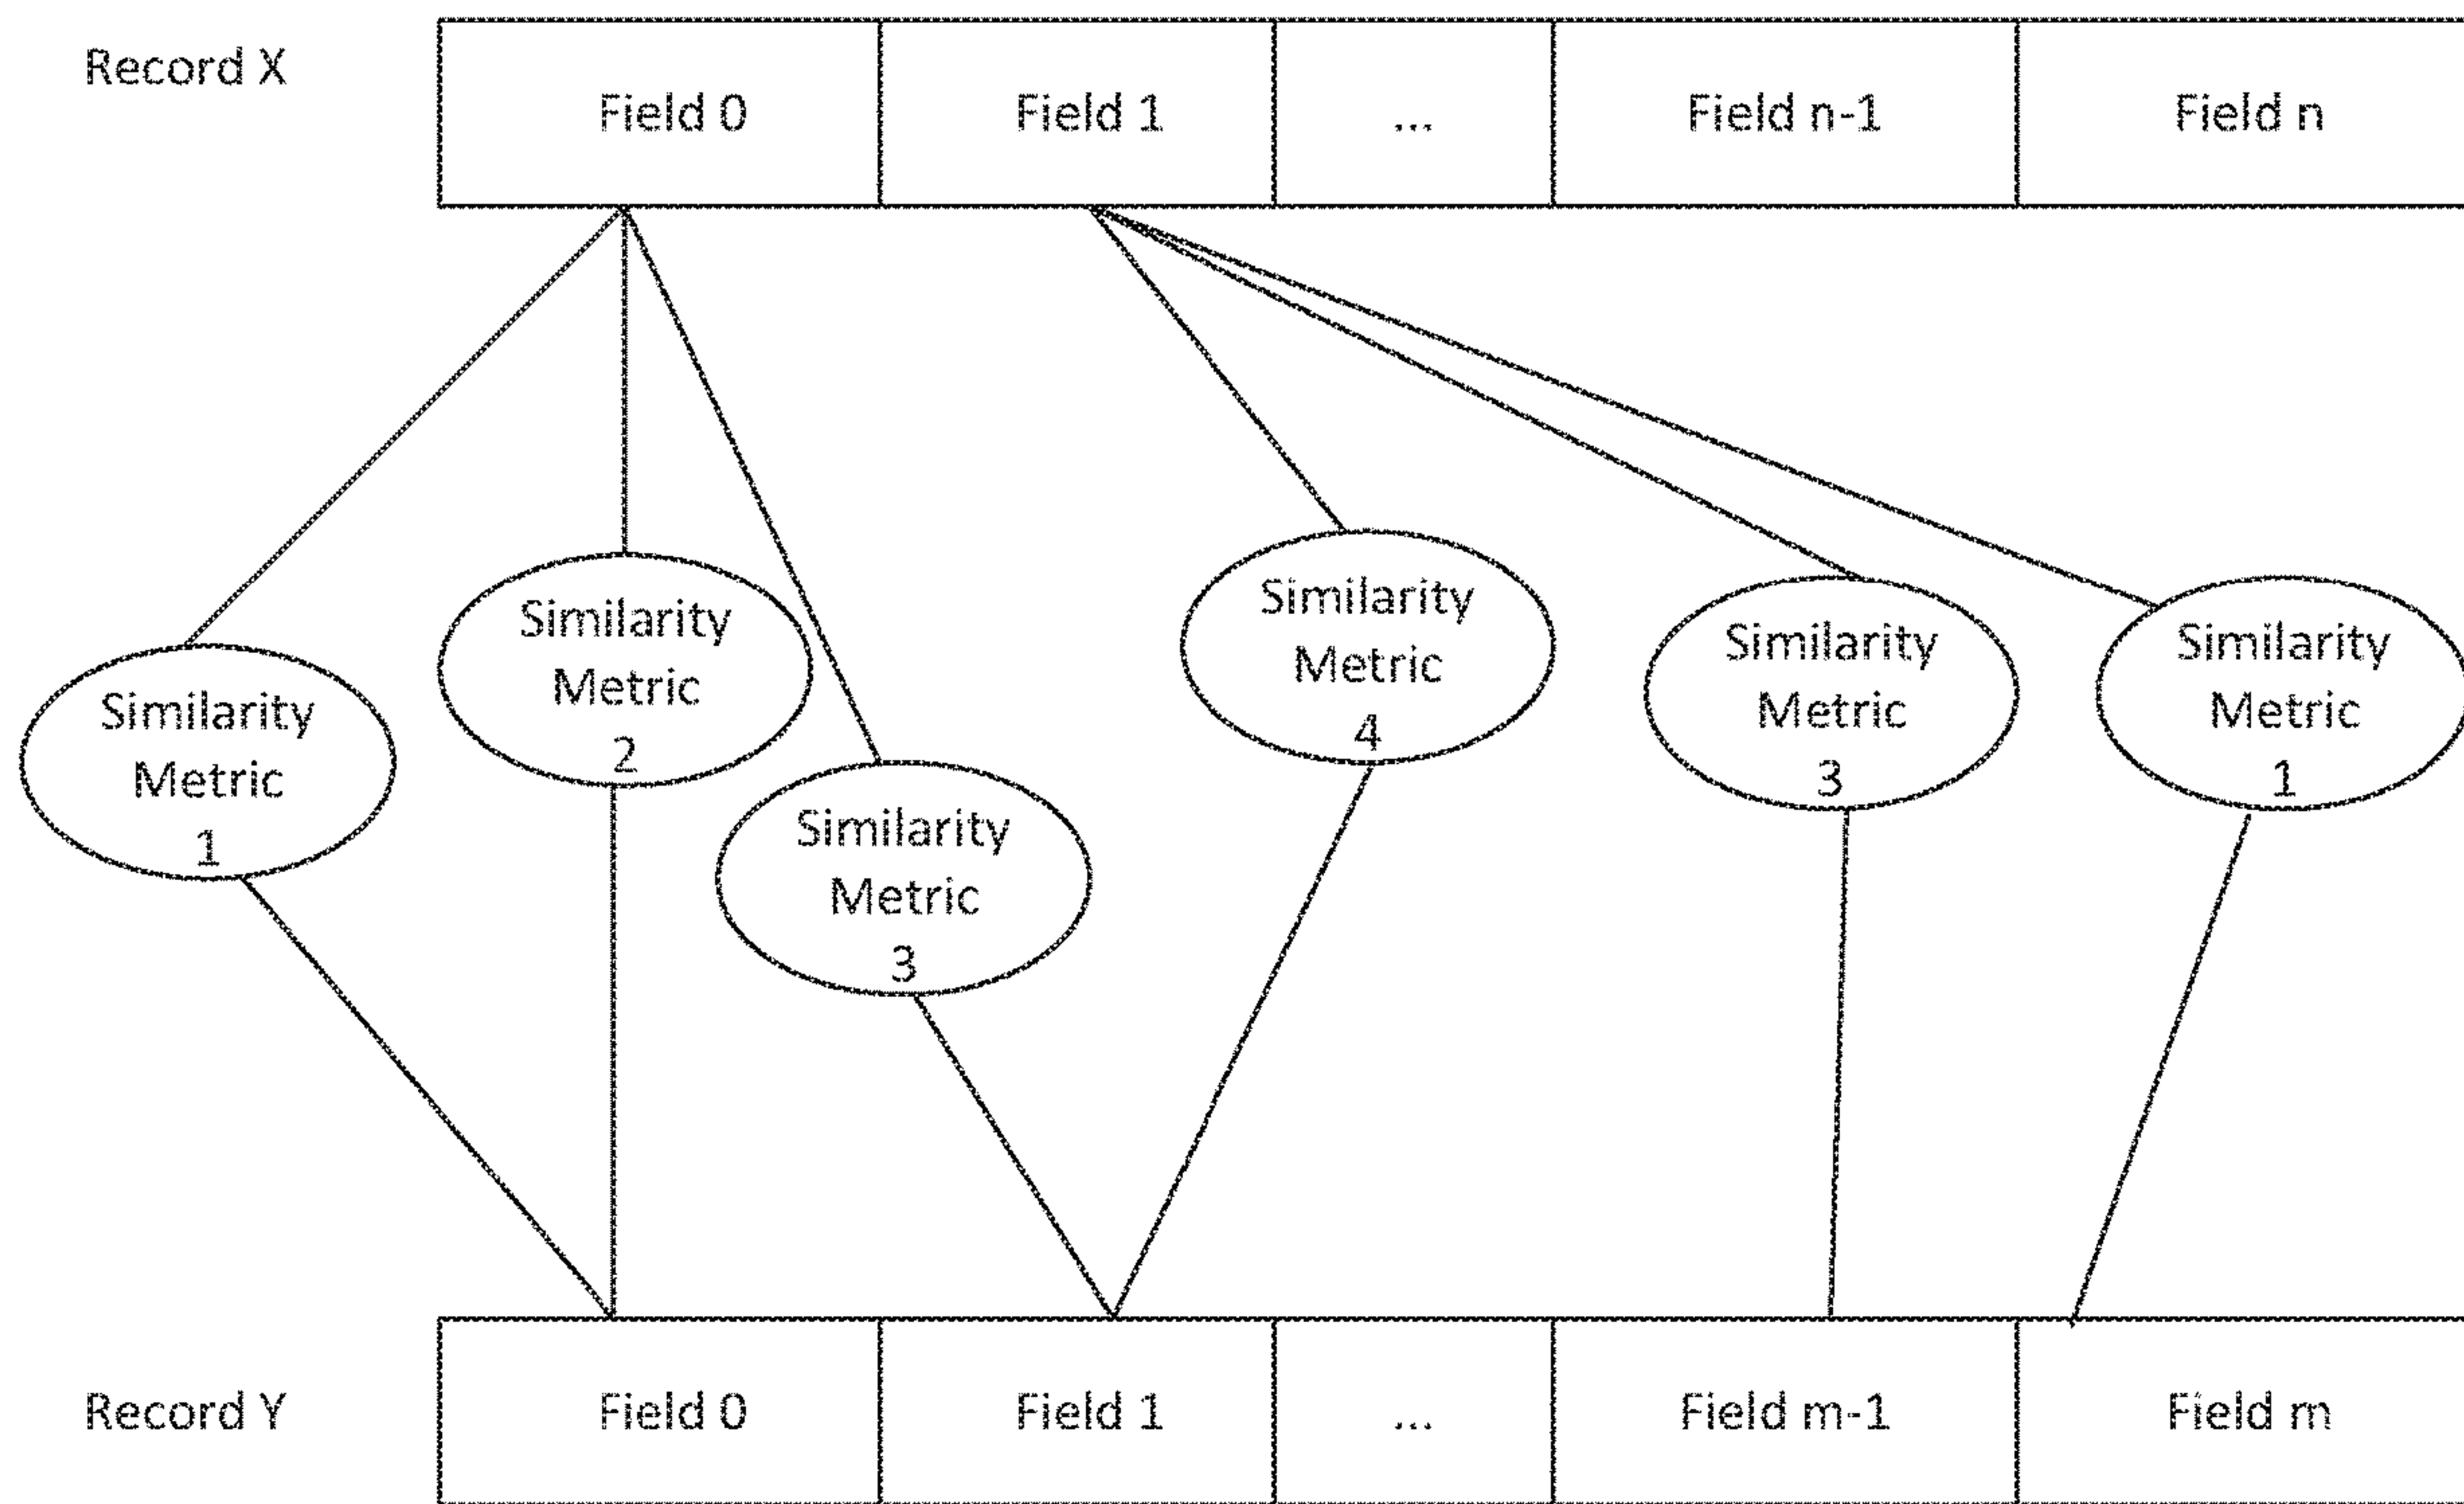 Record X
Field 0
Field 1
...
Field n-1
Field n
Similarity
Metric
1
Similarity
Metric
2
Similarity
Metric
3
Similarity
Metric
4
Similarity
Metric
3
Similarity
Metric
1
Record Y
Field 0
Field 1
...
Field m-1
Field m